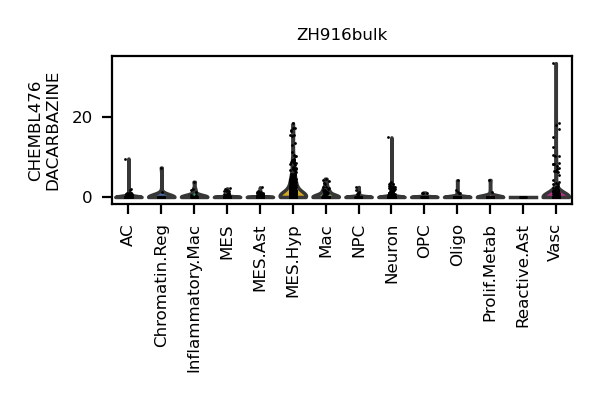 ZH916bulk
CHEMBL476
DACARBAZINE
20
0
AC
Chromatin.Reg
Inflammatory.Mac
MES
MES.Ast
MES.Hyp
Mac
NPC
Neuron
OPC
Oligo
Prolif.Metab
Reactive.Ast
Vasc